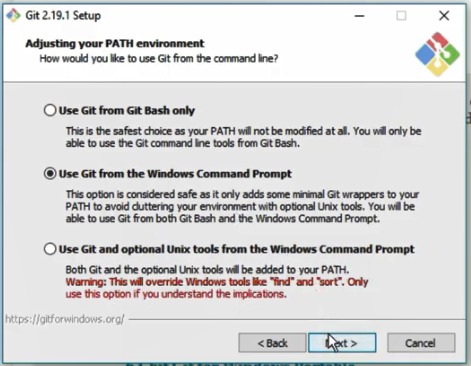 Git 2.19.1 Setup
Adjusting your PATH environment
How would you like to use Git from the command line?
Use Git from Git Bash only
This is the safest choice as your PATH will not be modified at all. You will only be
able to use the Git command line tools from Git Bash.
Use Git from the Windows Command Prompt
This option is considered safe as it only adds some minimal Git wrappers to your
PATH to avoid cluttering your environment with optional Unix tools. You will be
able to use Git from both Git Bash and the Windows Command Prompt.
Use Git and optional Unix tools from the Windows Command Prompt
Both Git and the optional Unix tools will be added to your PATH.
Warning: This will override Windows tools like "find" and "sort". Only
use this option if you understand the implications.
https://gitforwindows.org/
< Back
Next >
Cancel